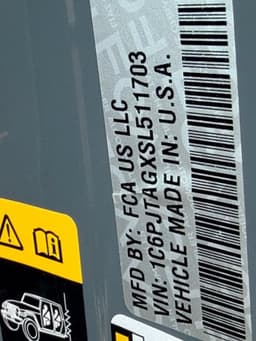 MFD BY: FCA US LLC
VIN: 1C6PJTAGXSL511703
VEHICLE MADE IN: U.S.A.